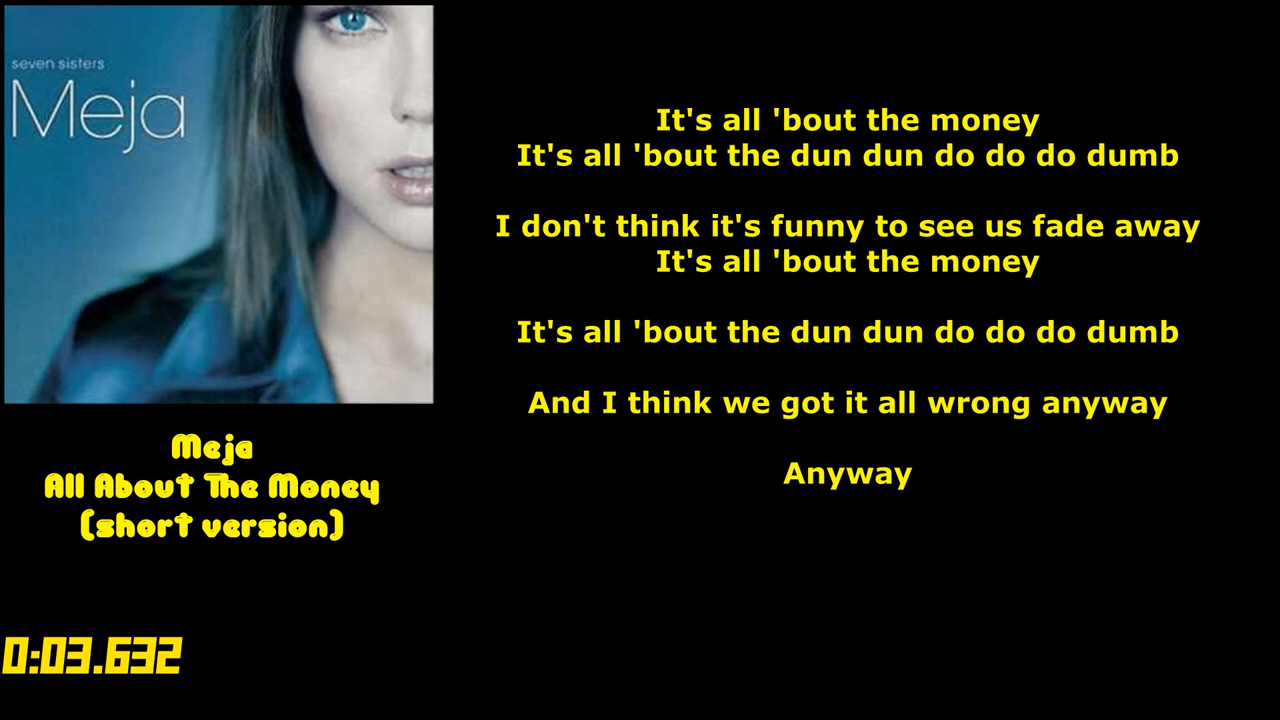 seven sisters
Meja
It's all 'bout the money
It's all 'bout the dun dun do do do dumb
I don't think it's funny to see us fade away
It's all 'bout the money
It's all 'bout the dun dun do do do dumb
And I think we got it all wrong anyway
Anyway
Meja
All About The Money
(short version)
0:03.632